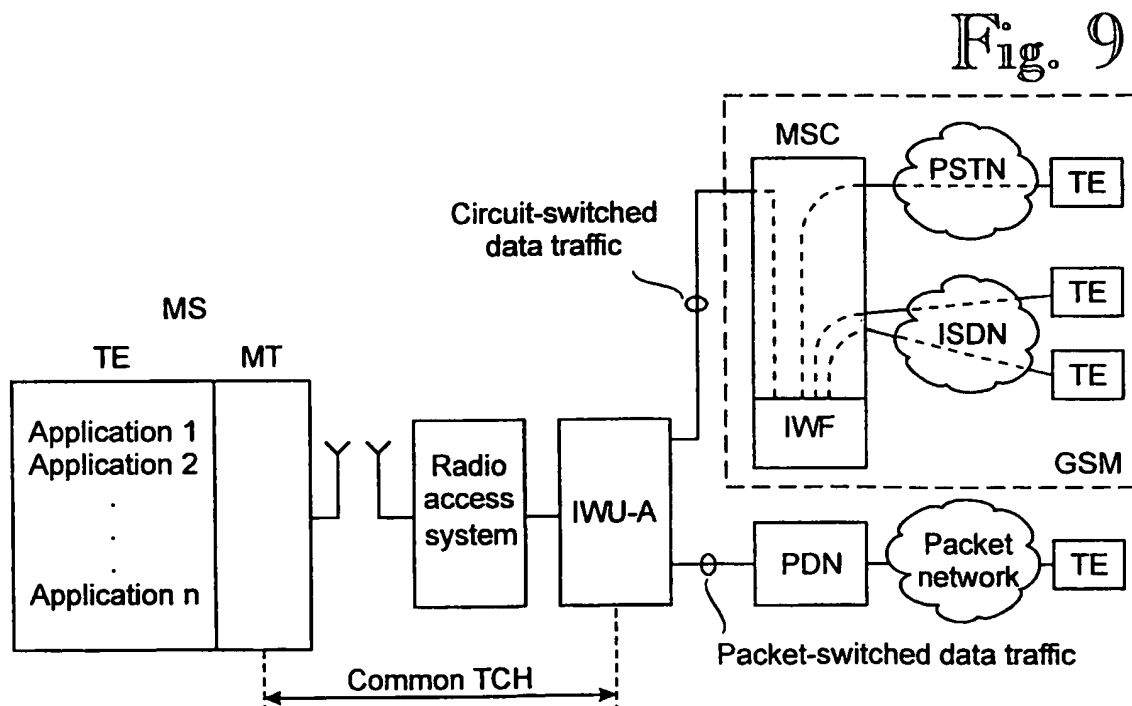 Fig. 9
MSC
PSTN
TE
Circuit-switched
data traffic
TE
ISDN
TE
IWF
GSM
MS
TE
MT
Application 1
Application 2
.
.
.
Application n
Radio
access
system
IWU-A
PDN
Packet
network
TE
Packet-switched data traffic
Common TCH